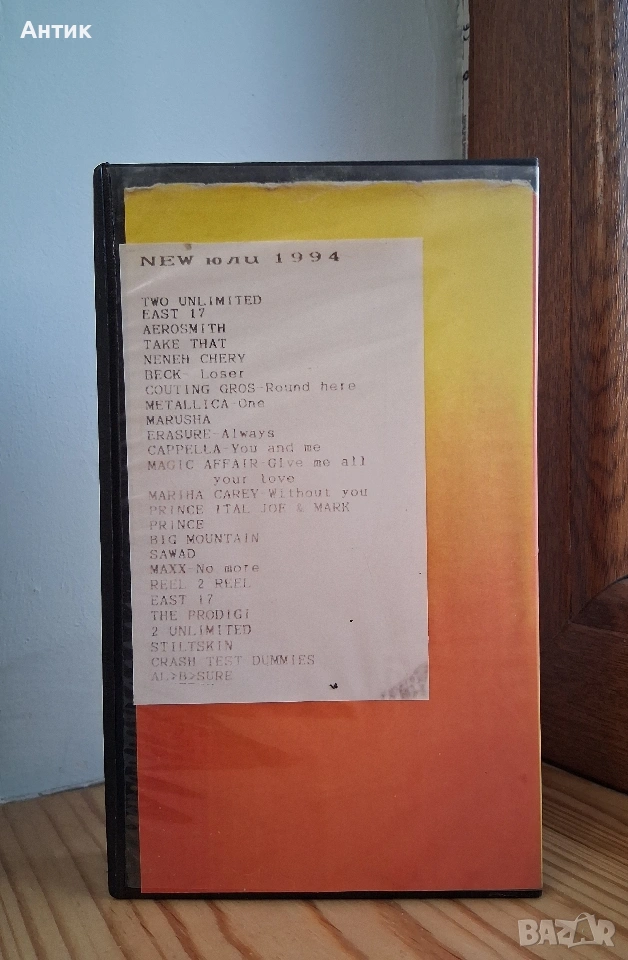 Антик
NEW юли 1994
TWO UNLIMITED
EAST 17
AEROSMITH
TAKE THAT
NENEH CHERY
BECK- Loser
COUTING GROS-Round here
METALLICA-One
MARUSHA
ERASURE-Always
CAPPELLA-You and me
MAGIC AFFAIR-Give me all
your love
MARIHA CAREY-Without you
PRINCE ITAL JOE & MARK
PRINCE
BIG MOUNTAIN
SAWAD
MAXX-No more
REEL 2 REEL
EAST 17
THE PRODIGI
2 UNLIMITED
STILTSKIN
CRASH TEST DUMMIES
AL>B>SURE
BAZAR